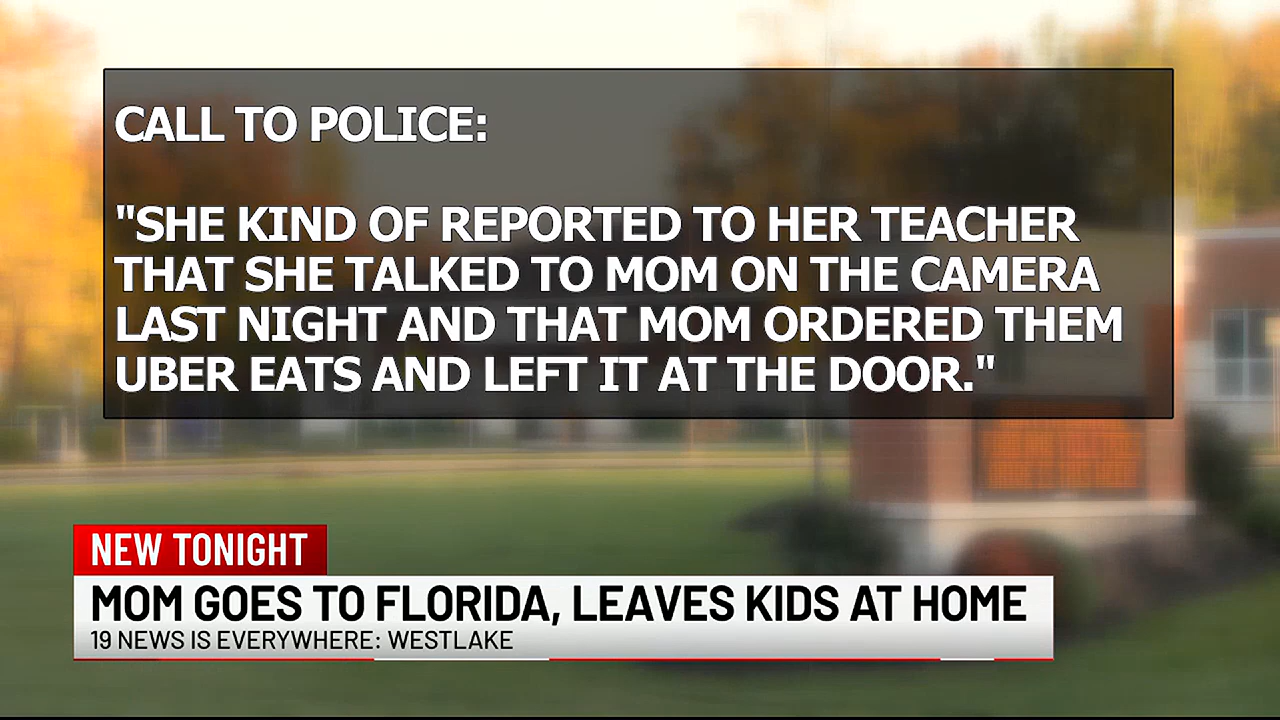 CALL TO POLICE:
"SHE KIND OF REPORTED TO HER TEACHER
THAT SHE TALKED TO MOM ON THE CAMERA
LAST NIGHT AND THAT MOM ORDERED THEM
UBER EATS AND LEFT IT AT THE DOOR."
NEW TONIGHT
MOM GOES TO FLORIDA, LEAVES KIDS AT HOME
19 NEWS IS EVERYWHERE: WESTLAKE